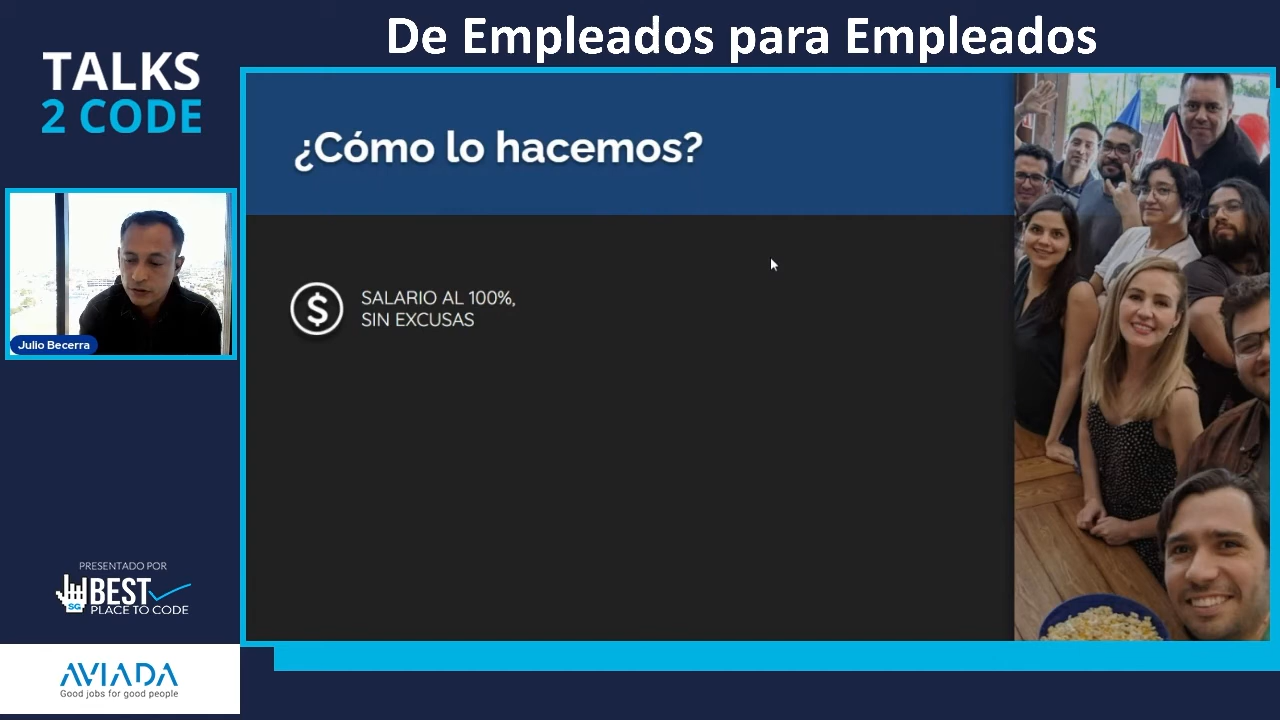 De Empleados para Empleados
TALKS
2 CODE
¿Cómo lo hacemos?
SALARIO AL 100%,
SIN EXCUSAS
Julio Becerra
PRESENTADO POR
SG
BEST
PLACE TO CODE
AVIADA
Good jobs for good people